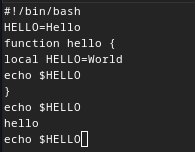 #!/bin/bash
HELLO=Hello
function hello {
local HELLO=World
echo $HELLO
}
echo $HELLO
hello
echo $HELLO